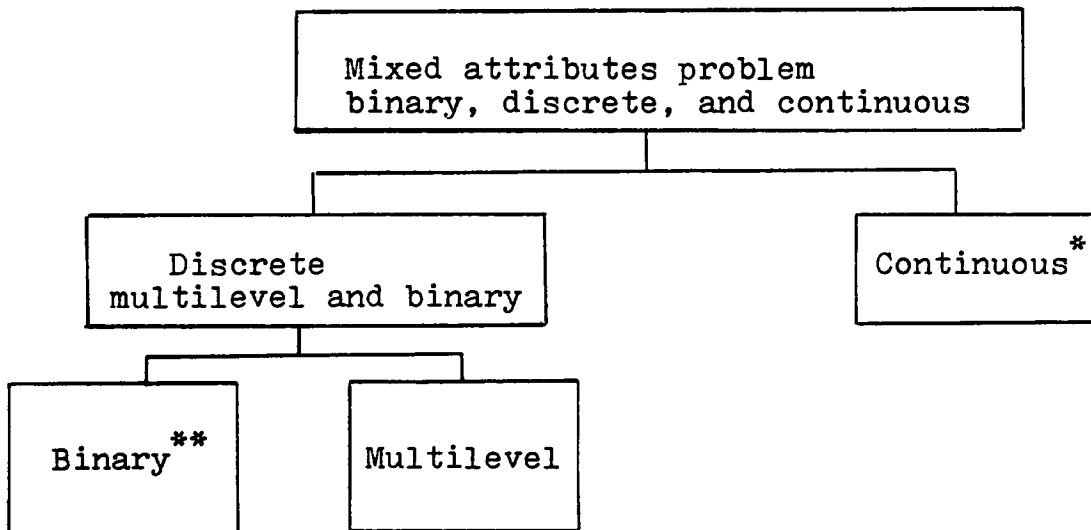 Mixed attributes problem
binary, discrete, and continuous
Discrete
multilevel and binary
Continuous*
Binary**
Multilevel